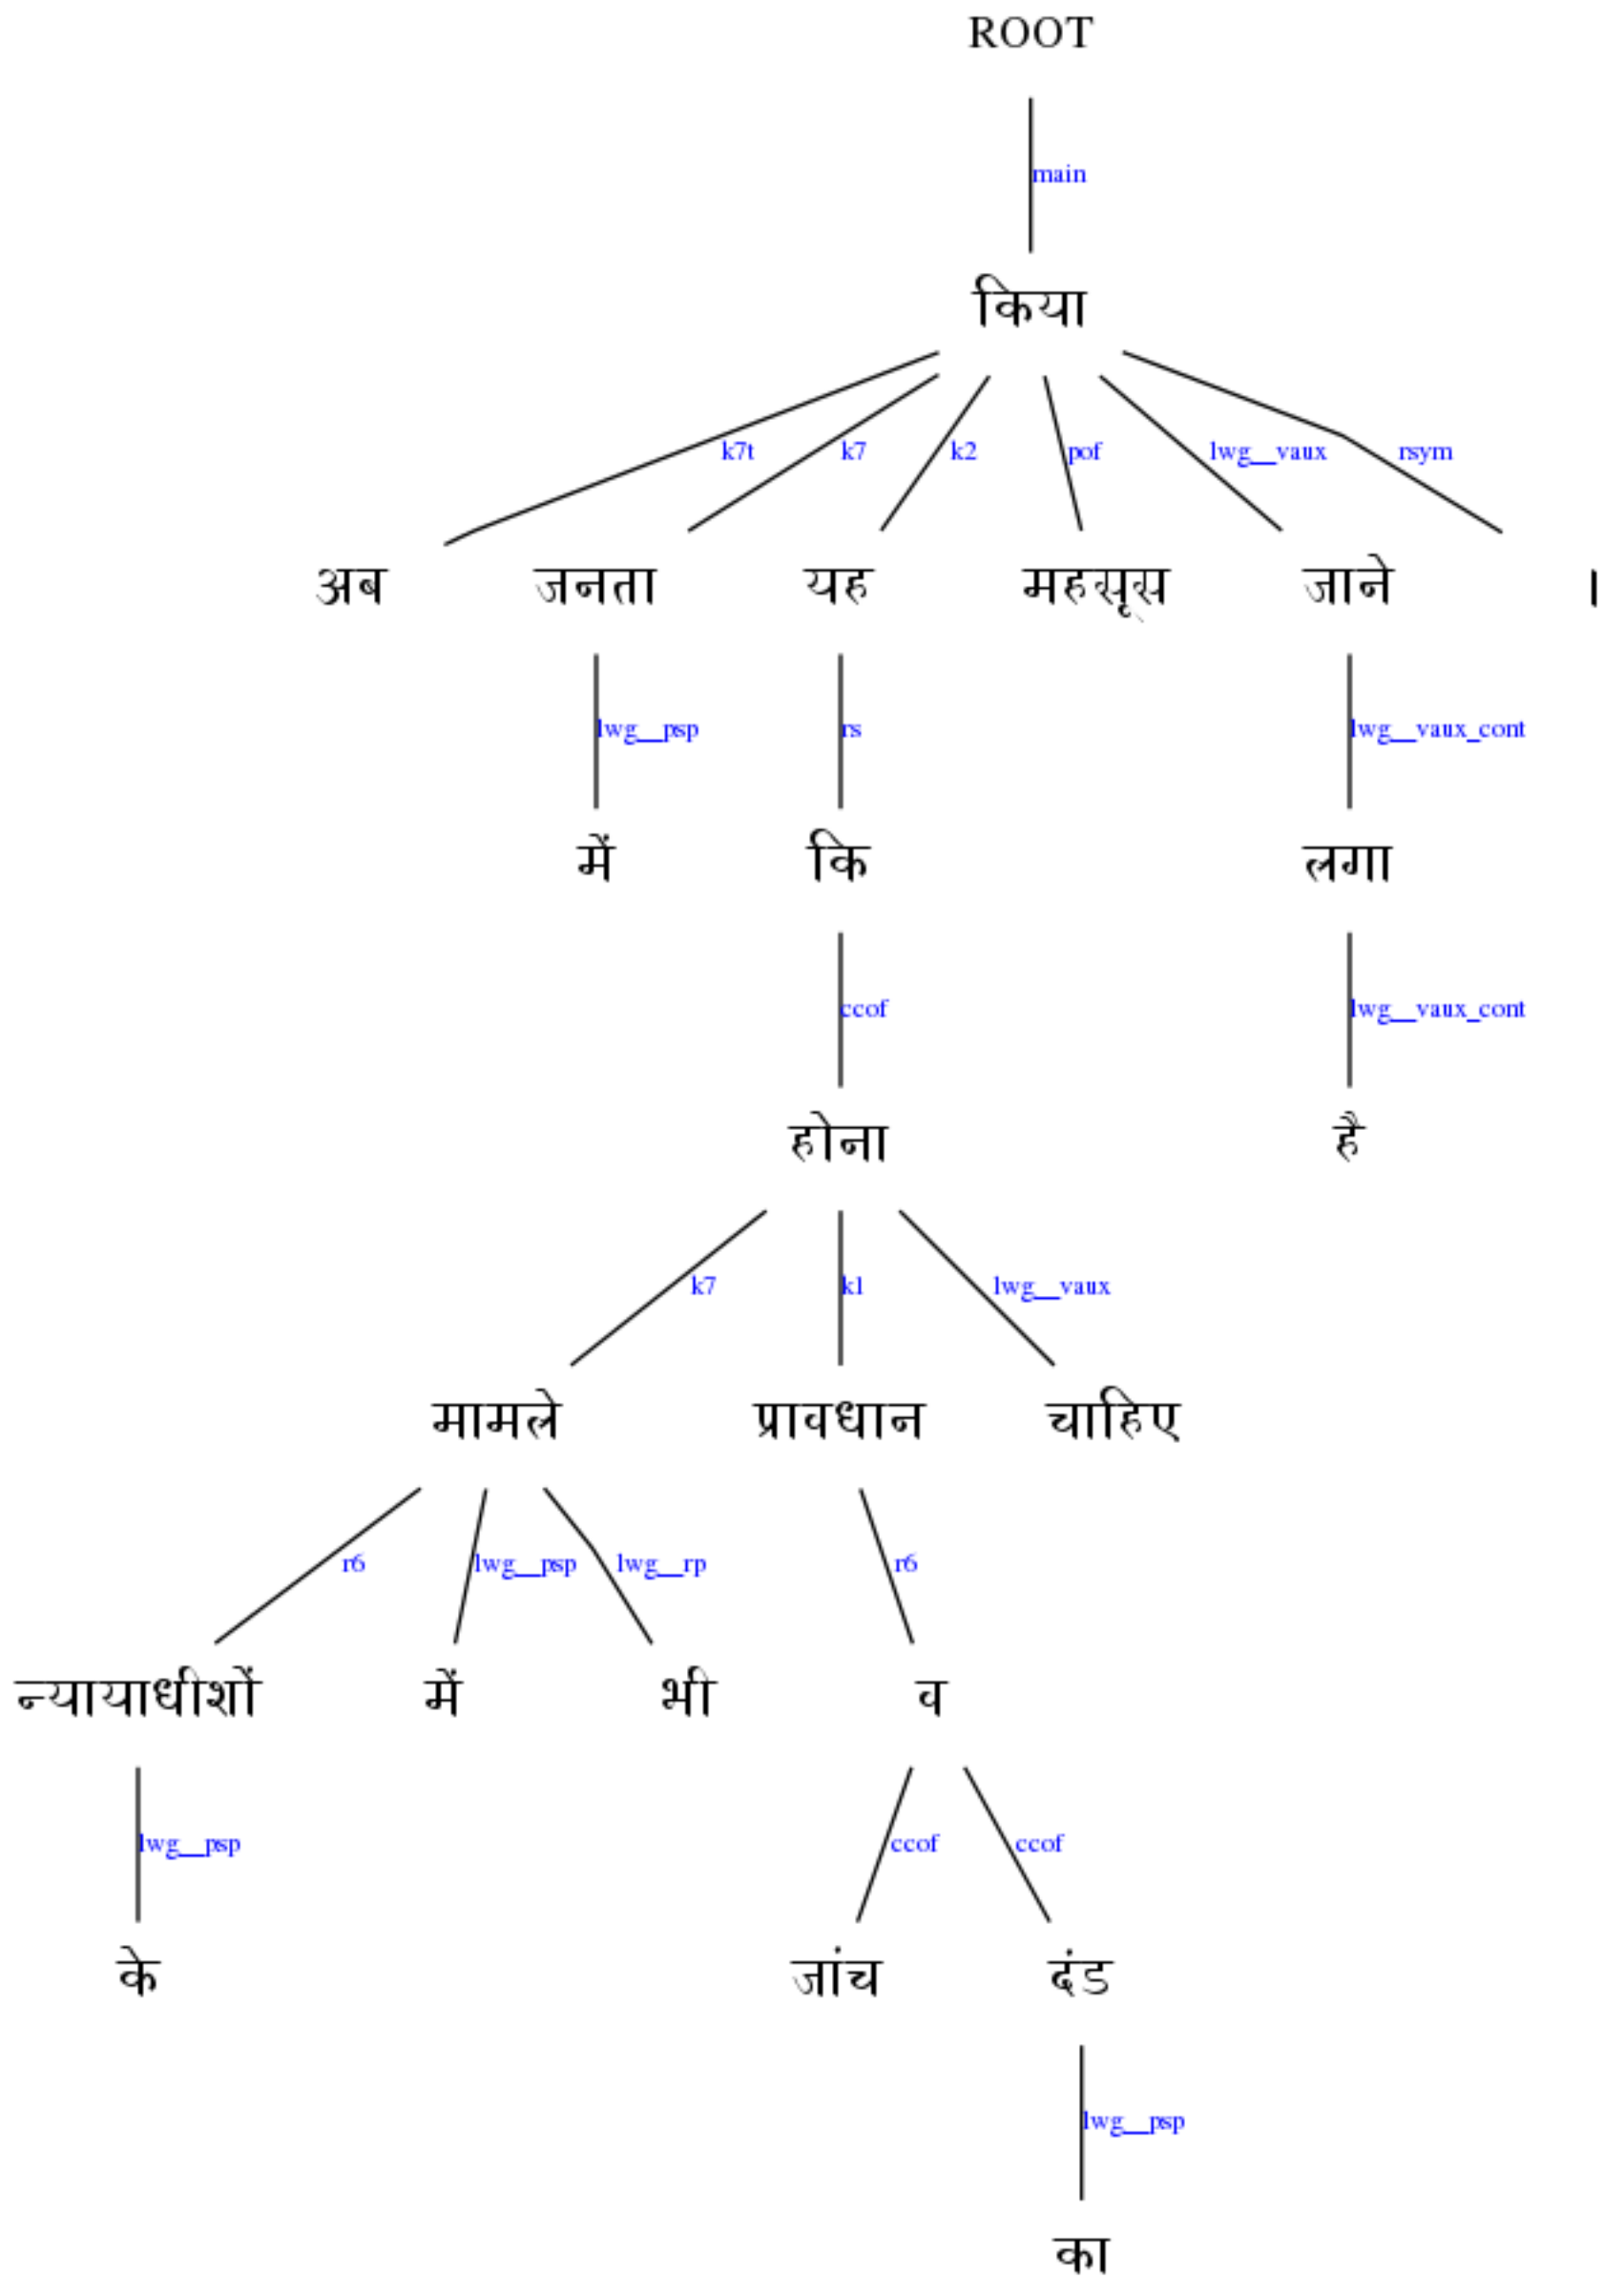 ROOT
main
किया
k7t k7 k2 pof lwg__vaux rsym
अब जनता यह महसूस जाने ।
lwg__psp rs lwg__vaux_cont
में कि लगा
ccof lwg__vaux_cont
होना है
k7 k1 lwg__vaux
मामले प्रावधान चाहिए
r6 lwg__psp lwg__rp r6
न्यायाधीशों में भी व
lwg__psp ccof ccof
के जांच दंड
lwg__psp
का